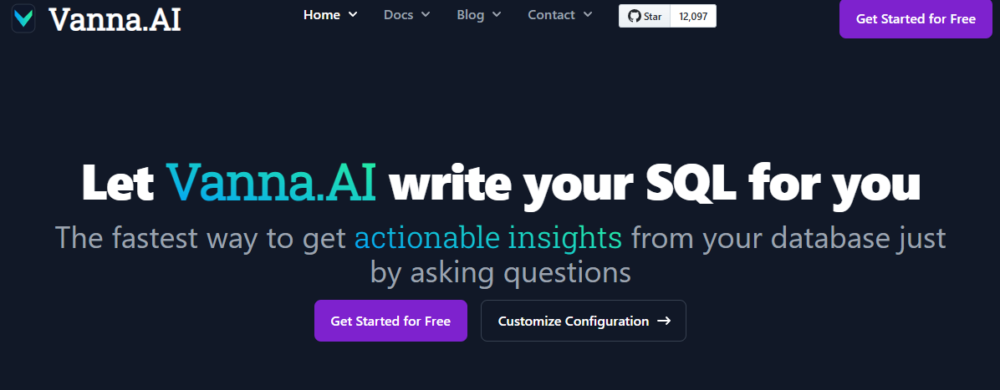 Vanna.AI
Home
Docs
Blog
Contact
Star
12,097
Get Started for Free
Let Vanna.AI write your SQL for you
The fastest way to get actionable insights from your database just
by asking questions
Get Started for Free
Customize Configuration →